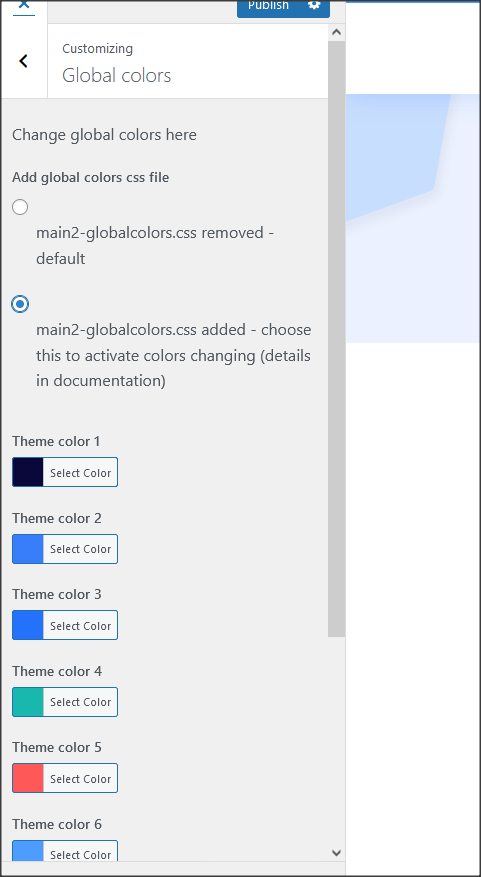 Publish
Customizing
Global colors
Change global colors here
Add global colors css file
main2-globalcolors.css removed -
default
main2-globalcolors.css added - choose
this to activate colors changing (details
in documentation)
Theme color 1
Select Color
Theme color 2
Select Color
Theme color 3
Select Color
Theme color 4
Select Color
Theme color 5
Select Color
Theme color 6
Select Color